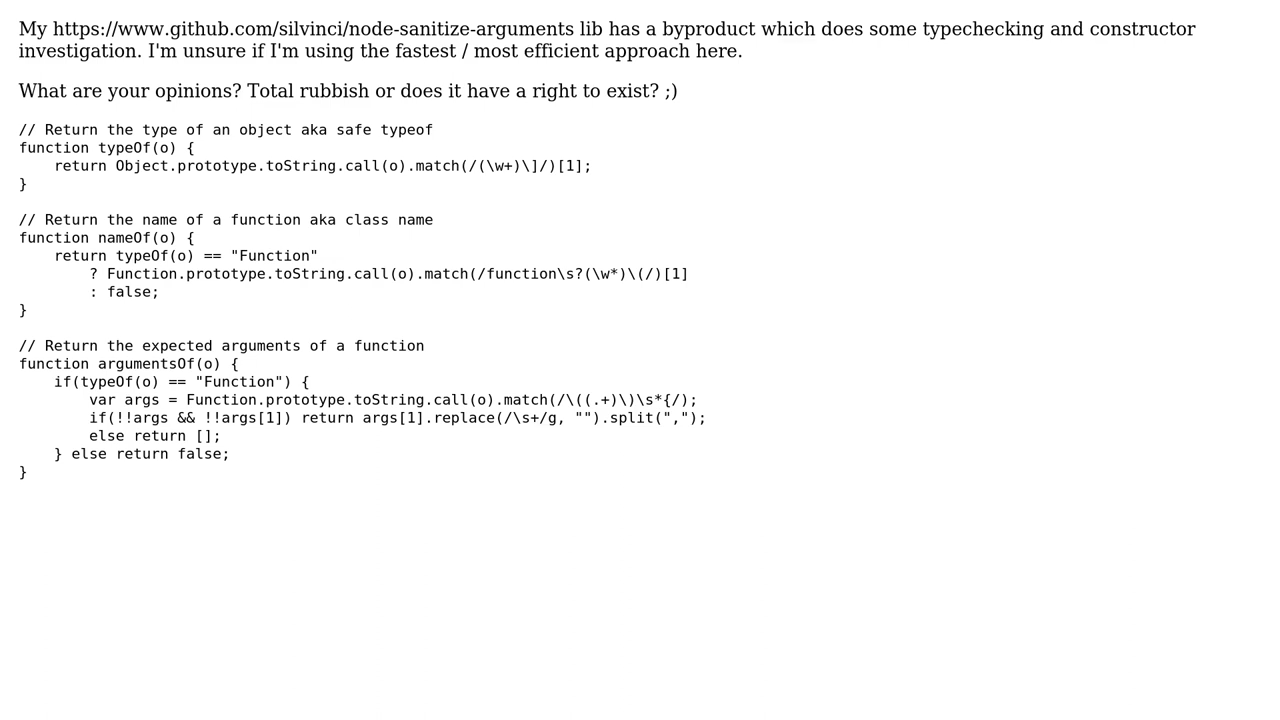 My https://www.github.com/silvinci/node-sanitize-arguments lib has a byproduct which does some typechecking and constructor
investigation. I'm unsure if I'm using the fastest / most efficient approach here.
What are your opinions? Total rubbish or does it have a right to exist? ;)
// Return the type of an object aka safe typeof
function typeOf(o) {
    return Object.prototype.toString.call(o).match(/(\w+)\]/)[1];
}
// Return the name of a function aka class name
function nameOf(o) {
    return typeOf(o) == "Function"
        ? Function.prototype.toString.call(o).match(/function\s?(\w*)\(/)[1]
        : false;
}
// Return the expected arguments of a function
function argumentsOf(o) {
    if(typeOf(o) == "Function") {
        var args = Function.prototype.toString.call(o).match(/\((.+)\)\s*{/);
        if(!!args && !!args[1]) return args[1].replace(/\s+/g, "").split(",");
        else return [];
    } else return false;
}